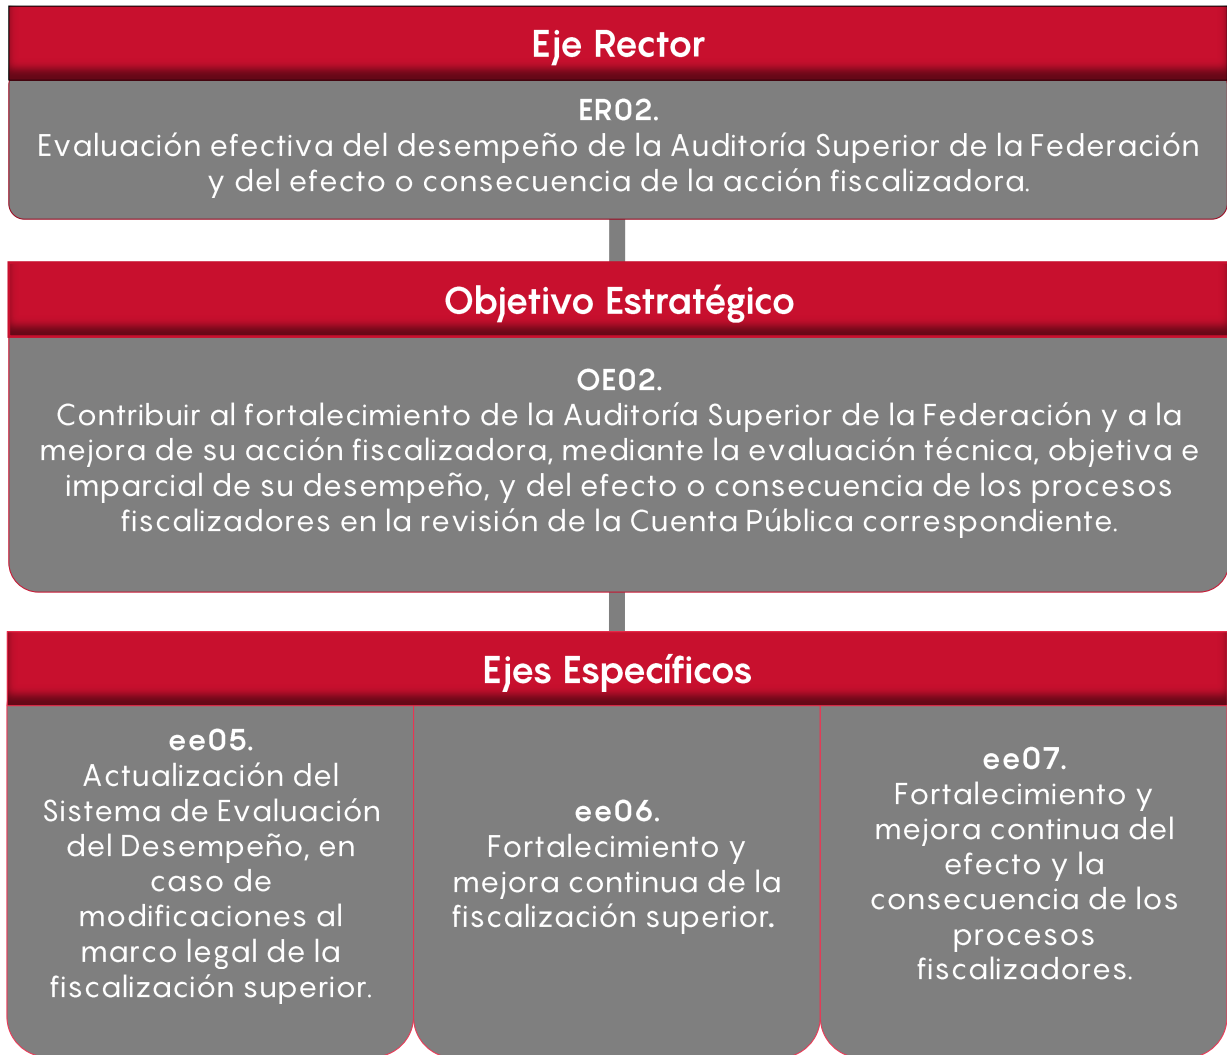 Eje Rector
ER02.
Evaluación efectiva del desempeño de la Auditoría Superior de la Federación
y del efecto o consecuencia de la acción fiscalizadora.
Objetivo Estratégico
OE02.
Contribuir al fortalecimiento de la Auditoría Superior de la Federación y a la
mejora de su acción fiscalizadora, mediante la evaluación técnica, objetiva e
imparcial de su desempeño, y del efecto o consecuencia de los procesos
fiscalizadores en la revisión de la Cuenta Pública correspondiente.
Ejes Específicos
ee05.
Actualización del
Sistema de Evaluación
del Desempeño, en
caso de
modificaciones al
marco legal de la
fiscalización superior.
ee06.
Fortalecimiento y
mejora continua de la
fiscalización superior.
ee07.
Fortalecimiento y
mejora continua del
efecto y la
consecuencia de los
procesos
fiscalizadores.